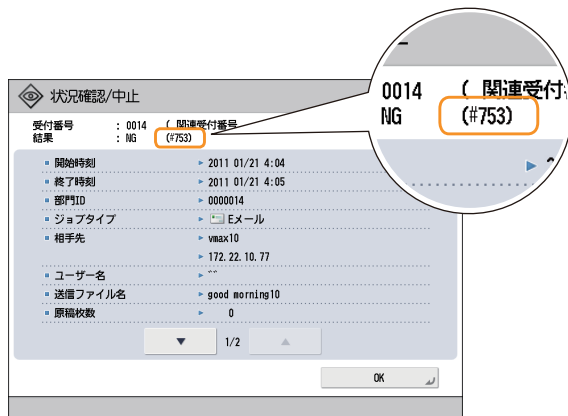 状況確認/中止
受付番号 : 0014 ( 関連受付番号
結果 : NG (#753)
開始時刻 2011 01/21 4:04
終了時刻 2011 01/21 4:05
部門ID 0000014
ジョブタイプ Eメール
相手先 vmax10
172.22.10.77
ユーザー名 ^^
送信ファイル名 good morning10
原稿枚数 0
▼ 1/2 ▲
OK
0014 ( 関連受付
NG (#753)